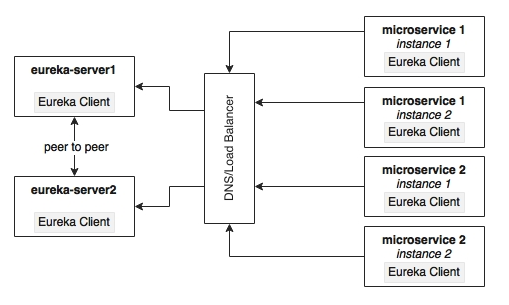 eureka-server1
Eureka Client
peer to peer
eureka-server2
Eureka Client
DNS/Load Balancer
microservice 1
instance 1
Eureka Client
microservice 1
instance 2
Eureka Client
microservice 2
instance 1
Eureka Client
microservice 2
instance 2
Eureka Client